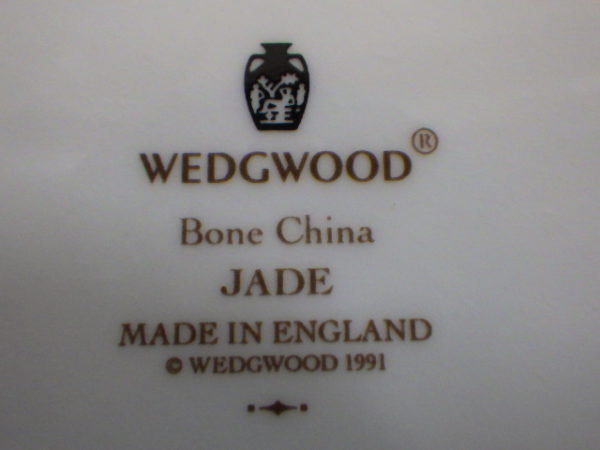 WEDGWOOD®
Bone China
JADE
MADE IN ENGLAND
© WEDGWOOD 1991